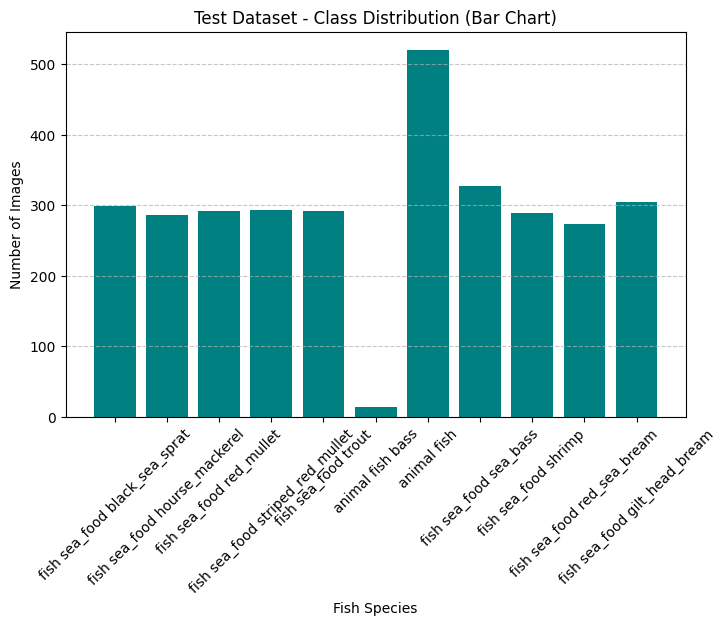 Test Dataset - Class Distribution (Bar Chart)
Number of Images
500
400
300
200
100
0
fish sea_food black_sea_sprat
fish sea_food hourse_mackerel
fish sea_food red_mullet
fish sea_food striped_red_mullet
fish sea_food trout
animal fish bass
animal fish
fish sea_food sea_bass
fish sea_food shrimp
fish sea_food red_sea_bream
fish sea_food gilt_head_bream
Fish Species